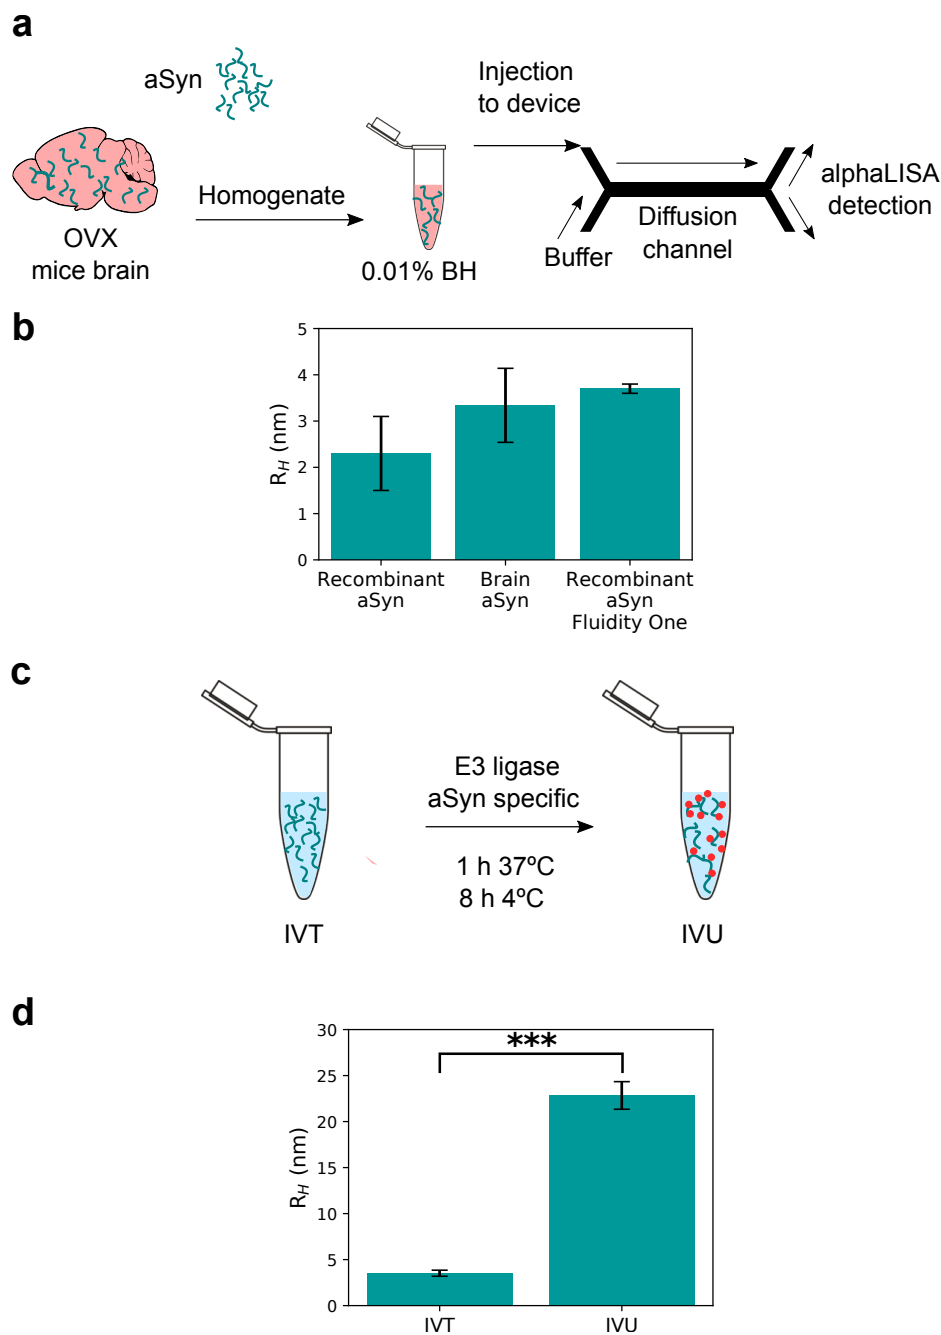 a
aSyn
OVX
mice brain
Homogenate
0.01% BH
Injection
to device
Buffer
Diffusion
channel
alphaLISA
detection
b
R_H (nm)
5
4
3
2
1
0
Recombinant
aSyn
Brain
aSyn
Recombinant
aSyn
Fluidity One
c
IVT
E3 ligase
aSyn specific
1 h 37ºC
8 h 4ºC
IVU
d
R_H (nm)
30
25
20
15
10
5
0
***
IVT
IVU